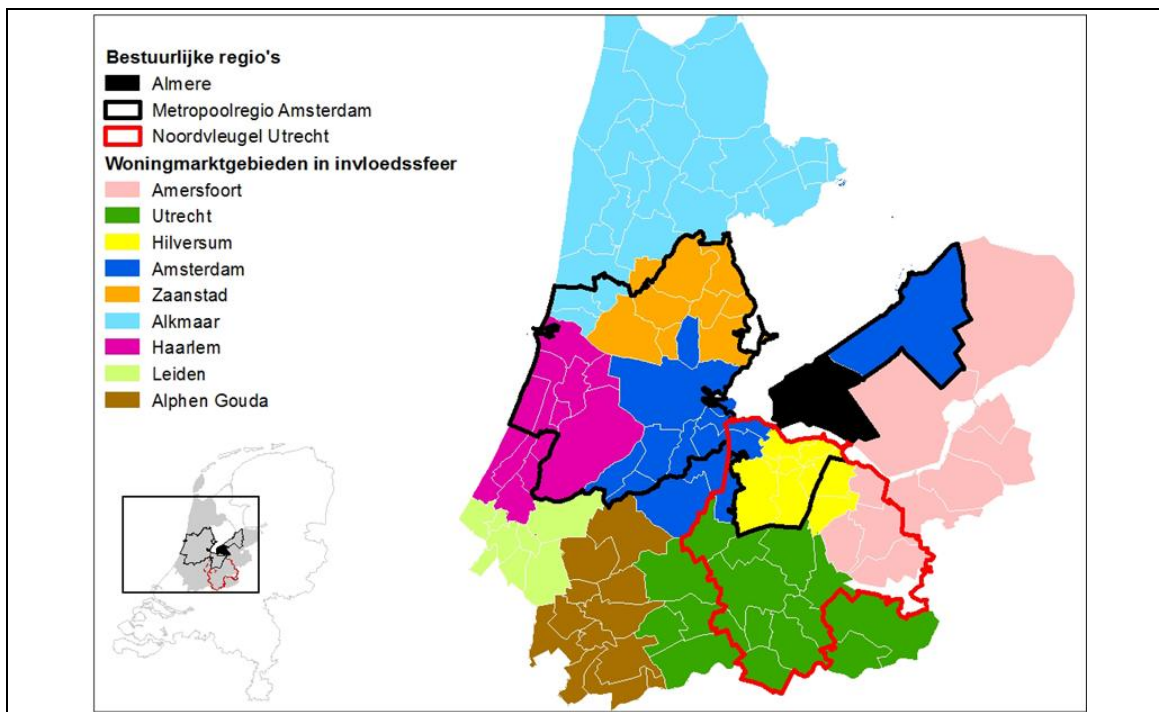 Bestuurlijke regio's
Almere
Metropoolregio Amsterdam
Noordvleugel Utrecht
Woningmarktgebieden in invloedssfeer
Amersfoort
Utrecht
Hilversum
Amsterdam
Zaanstad
Alkmaar
Haarlem
Leiden
Alphen Gouda